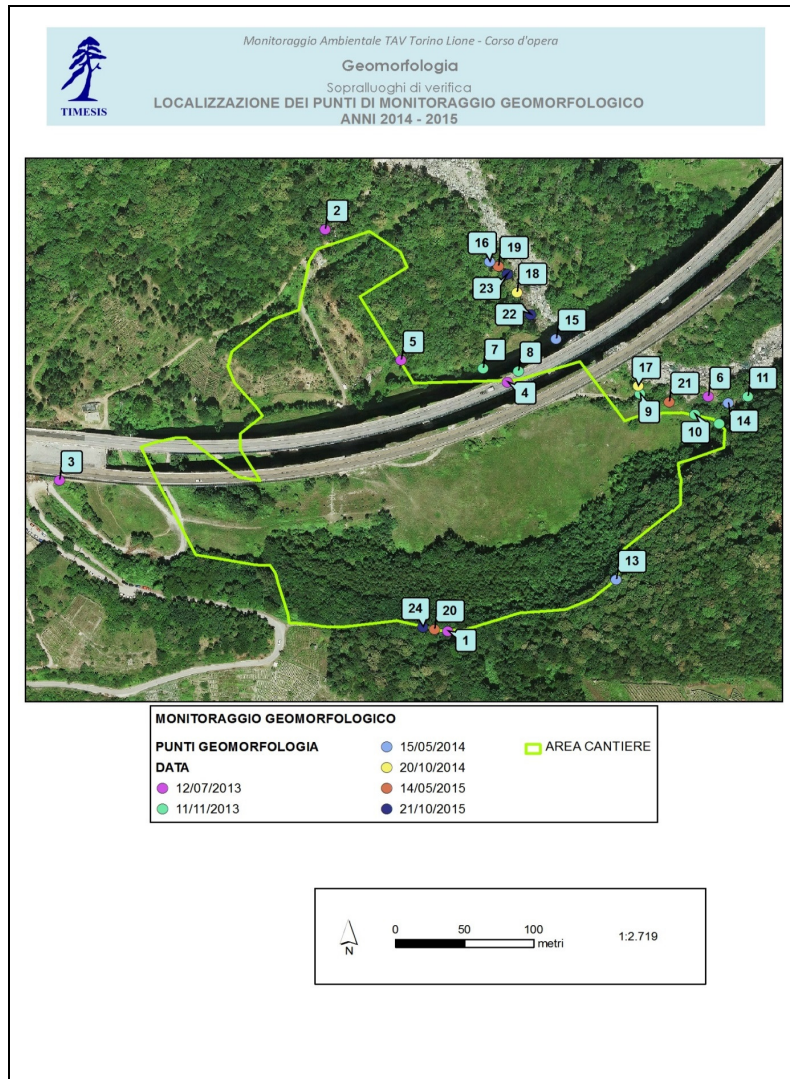 Monitoraggio Ambientale TAV Torino Lione - Corso d'opera
Geomorfologia
Sopralluoghi di verifica
LOCALIZZAZIONE DEI PUNTI DI MONITORAGGIO GEOMORFOLOGICO
ANNI 2014 - 2015
TIMESIS
2
16
19
23
18
22
15
5
7
8
4
17
21
6
11
9
10
14
3
13
24
20
1
MONITORAGGIO GEOMORFOLOGICO
PUNTI GEOMORFOLOGIA
DATA
12/07/2013
11/11/2013
15/05/2014
20/10/2014
14/05/2015
21/10/2015
AREA CANTIERE
N
0 50 100
metri
1:2.719